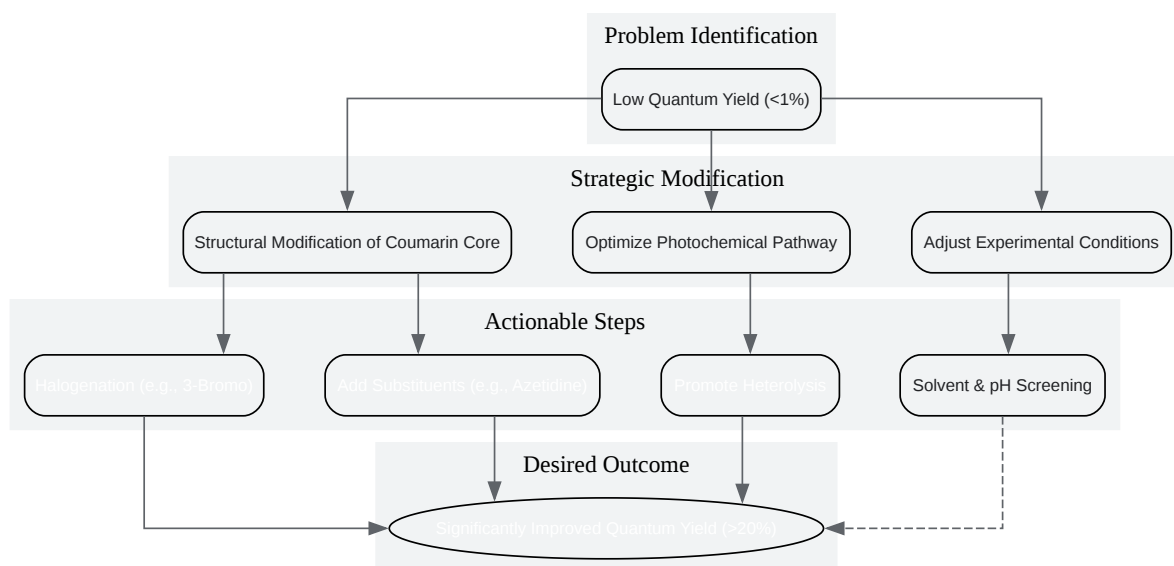 Problem Identification
Low Quantum Yield (<1%)
Strategic Modification
Structural Modification of Coumarin Core
Optimize Photochemical Pathway
Adjust Experimental Conditions
Actionable Steps
Halogenation (e.g., 3-Bromo)
Add Substituents (e.g., Azetidine)
Promote Heterolysis
Solvent & pH Screening
Desired Outcome
Significantly Improved Quantum Yield (>20%)